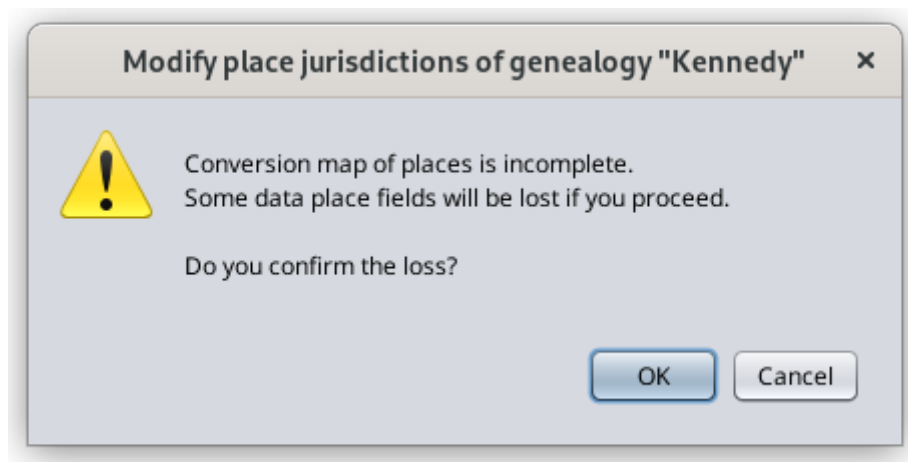 Modify place jurisdictions of genealogy "Kennedy"
Conversion map of places is incomplete.
Some data place fields will be lost if you proceed.
Do you confirm the loss?
OK
Cancel